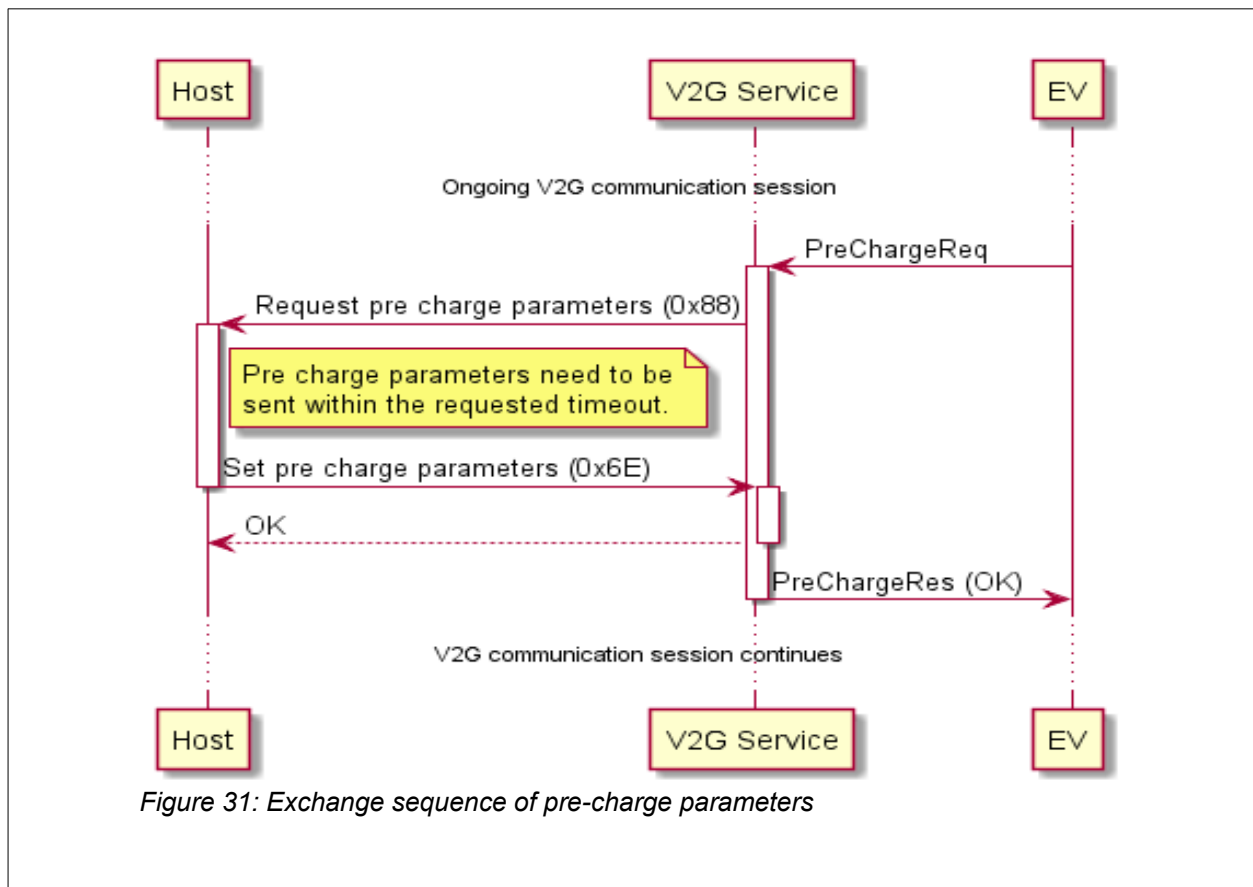 Host
V2G Service
EV
Ongoing V2G communication session
PreChargeReq
Request pre charge parameters (0x88)
Pre charge parameters need to be
sent within the requested timeout.
Set pre charge parameters (0x6E)
OK
PreChargeRes (OK)
V2G communication session continues
Host
V2G Service
EV
Figure 31: Exchange sequence of pre-charge parameters